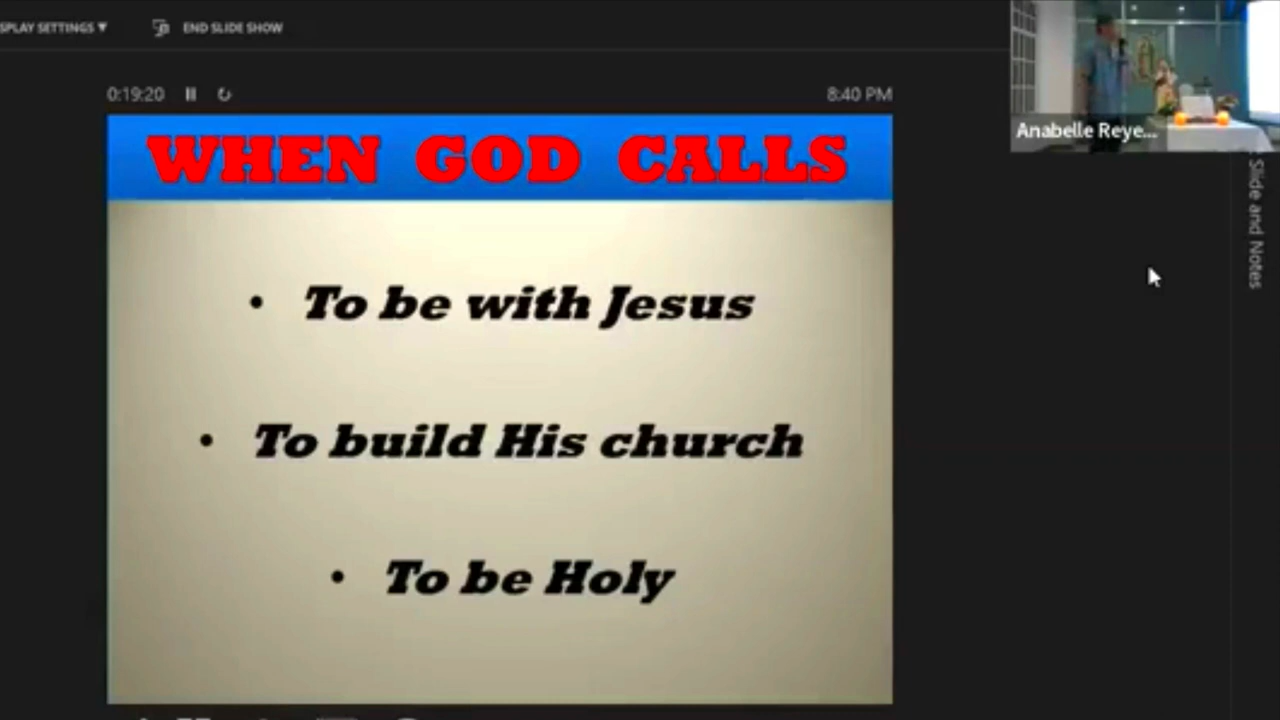 SPLAY SETTINGS ▼ END SLIDE SHOW
0:19:20 8:40 PM
Anabelle Reye...
WHEN GOD CALLS
• To be with Jesus
• To build His church
• To be Holy
Slide and Notes